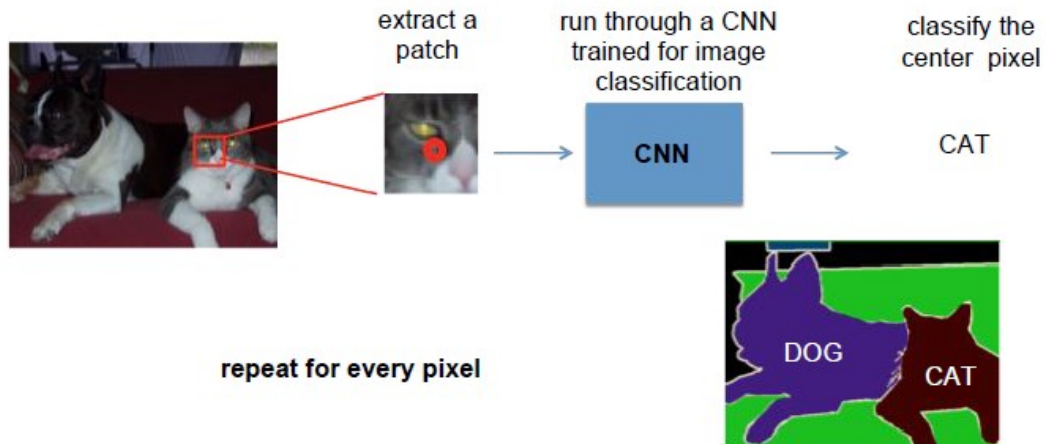 extract a
patch
run through a CNN
trained for image
classification
classify the
center pixel
CNN
CAT
repeat for every pixel
DOG
CAT